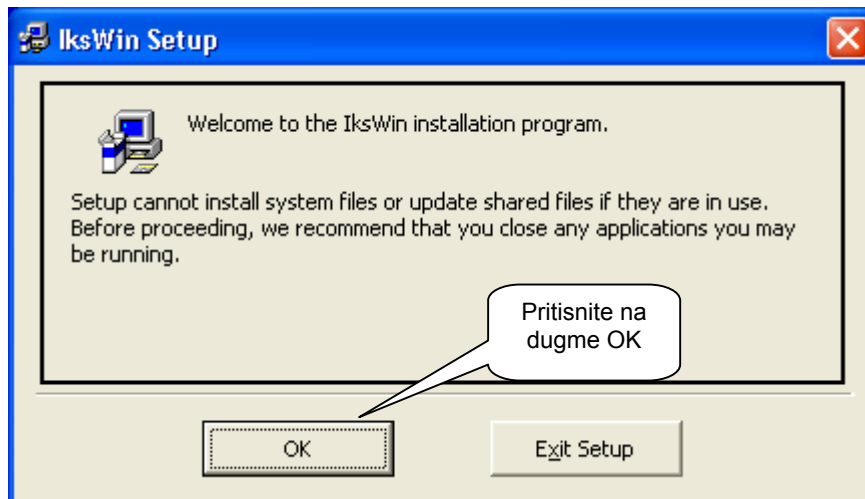 IksWin Setup
Welcome to the IksWin installation program.
Setup cannot install system files or update shared files if they are in use.
Before proceeding, we recommend that you close any applications you may
be running.
Pritisnite na
dugme OK
OK
Exit Setup